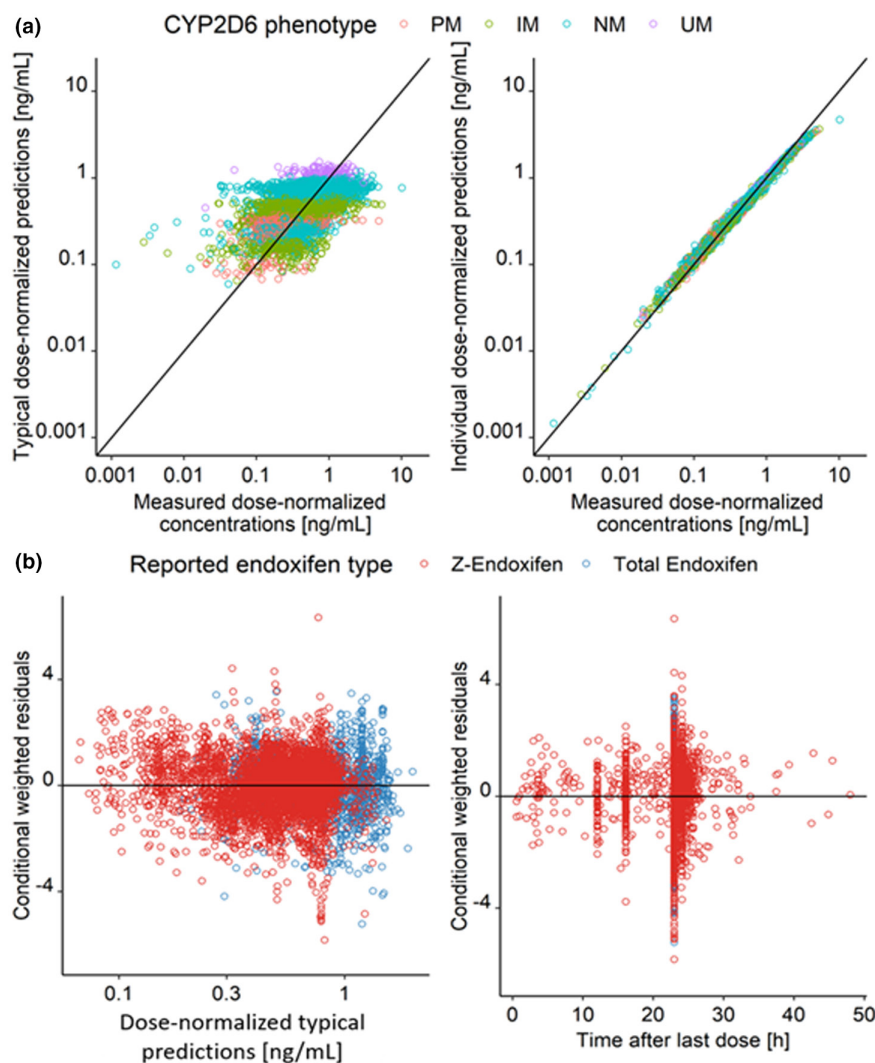 (a)
CYP2D6 phenotype PM IM NM UM
Typical dose-normalized predictions [ng/mL]
10
1
0.1
0.01
0.001
0.001 0.01 0.1 1 10
Measured dose-normalized
concentrations [ng/mL]
Individual dose-normalized predictions [ng/mL]
10
1
0.1
0.01
0.001
0.001 0.01 0.1 1 10
Measured dose-normalized
concentrations [ng/mL]
(b)
Reported endoxifen type Z-Endoxifen Total Endoxifen
Conditional weighted residuals
4
0
-4
0.1 0.3 1
Dose-normalized typical
predictions [ng/mL]
Conditional weighted residuals
4
0
-4
0 10 20 30 40 50
Time after last dose [h]